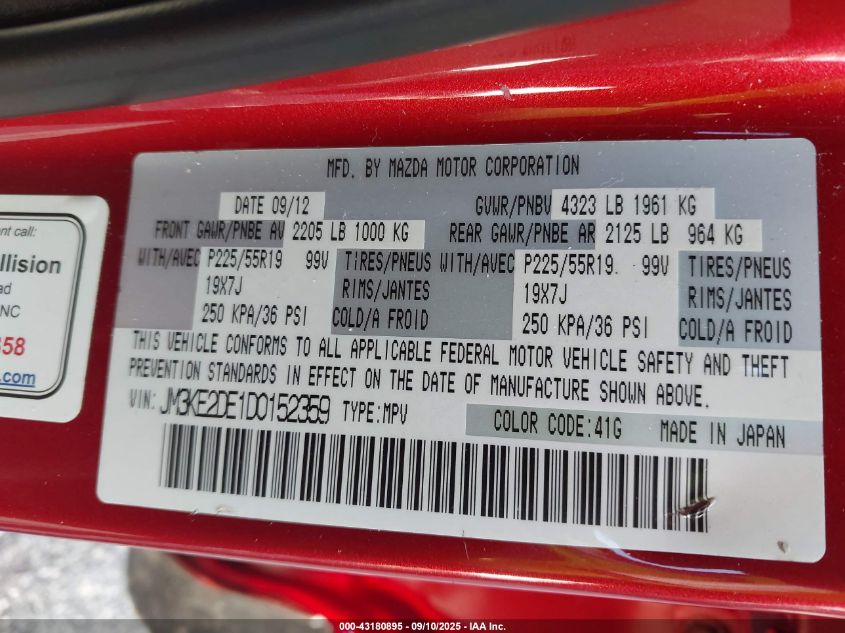 MFD. BY MAZDA MOTOR CORPORATION
DATE 09/12 GVWR/PNBV 4323 LB 1961 KG
FRONT GAWR/PNBE AV 2205 LB 1000 KG REAR GAWR/PNBE AR 2125 LB 964 KG
WITH/AVEC P225/55R19 99V TIRES/PNEUS WITH/AVEC P225/55R19. 99V TIRES/PNEUS
19X7J RIMS/JANTES 19X7J RIMS/JANTES
250 KPA/36 PSI COLD/A FROID 250 KPA/36 PSI COLD/A FROID
THIS VEHICLE CONFORMS TO ALL APPLICABLE FEDERAL MOTOR VEHICLE SAFETY AND THEFT
PREVENTION STANDARDS IN EFFECT ON THE DATE OF MANUFACTURE SHOWN ABOVE.
VIN: JM3KE2DE1D0152359 TYPE:MPV COLOR CODE:41G MADE IN JAPAN
call:
NC
.com
000-43180895 - 09/10/2025 - IAA Inc.